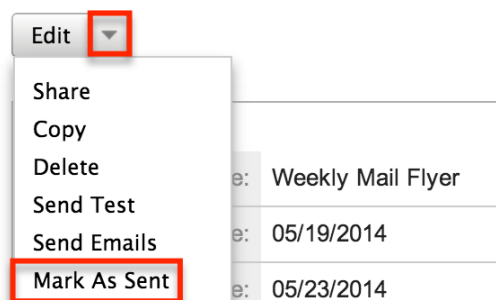 Edit
Share
Copy
Delete
e: Weekly Mail Flyer
Send Test
Send Emails
e: 05/19/2014
Mark As Sent
e: 05/23/2014